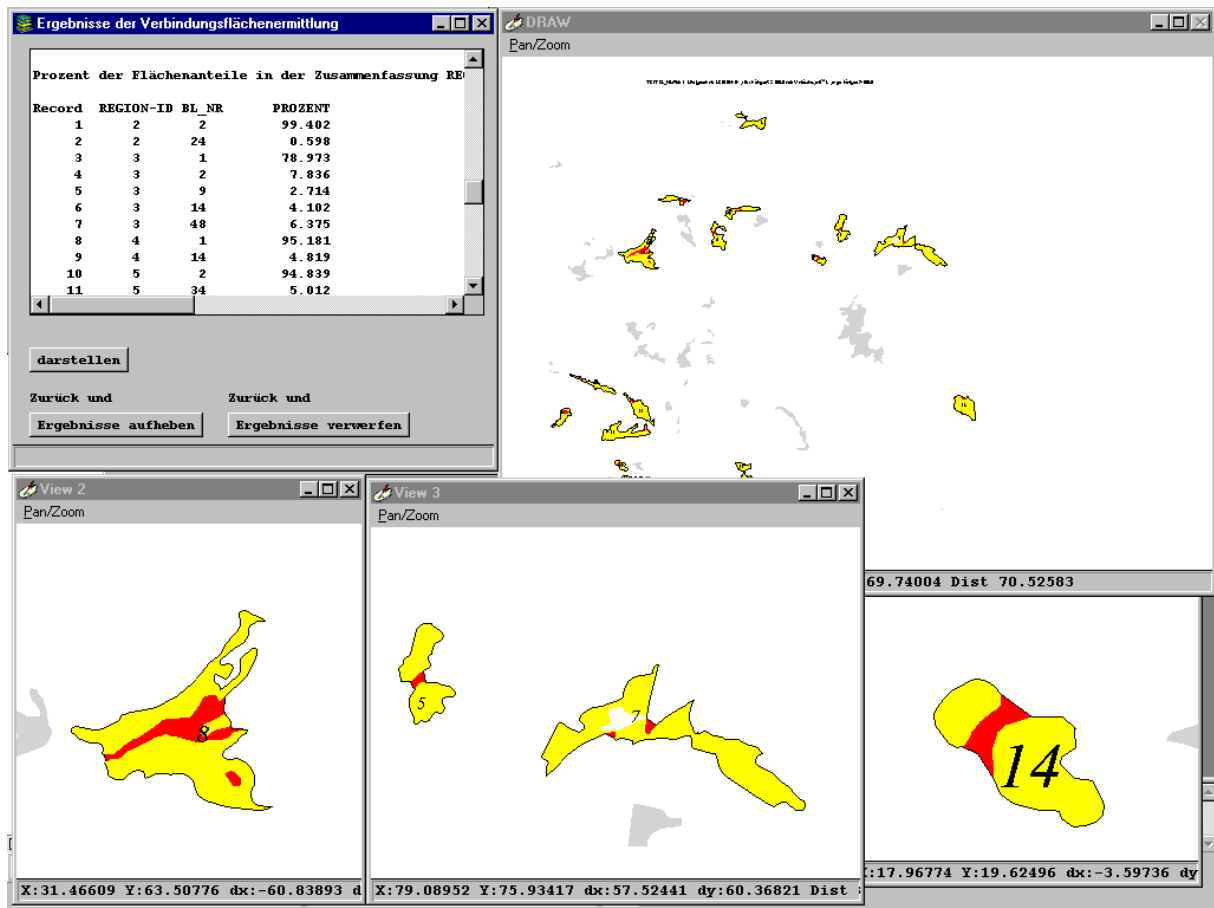 Ergebnisse der Verbindungsflächenermittlung
Prozent der Flächenanteile in der Zusammenfassung
Record REGION-ID BL_NR PROZENT
1 2 2 99.402
2 2 24 0.598
3 3 1 78.973
4 3 2 7.836
5 3 9 2.714
6 3 14 4.102
7 3 48 6.375
8 4 1 95.181
9 4 14 4.819
10 5 2 94.839
11 5 34 5.012
darstellen
Zurück und Zurück und
Ergebnisse aufheben Ergebnisse verwerfen
DRAW
Pan/Zoom
69.74004 Dist 70.52583
View 2
Pan/Zoom
8
X:31.46609 Y:63.50776 dx:-60.83893 d
View 3
Pan/Zoom
5
7
X:79.08952 Y:75.93417 dx:57.52441 dy:60.36821 Dist
14
:17.96774 Y:19.62496 dx:-3.59736 dy